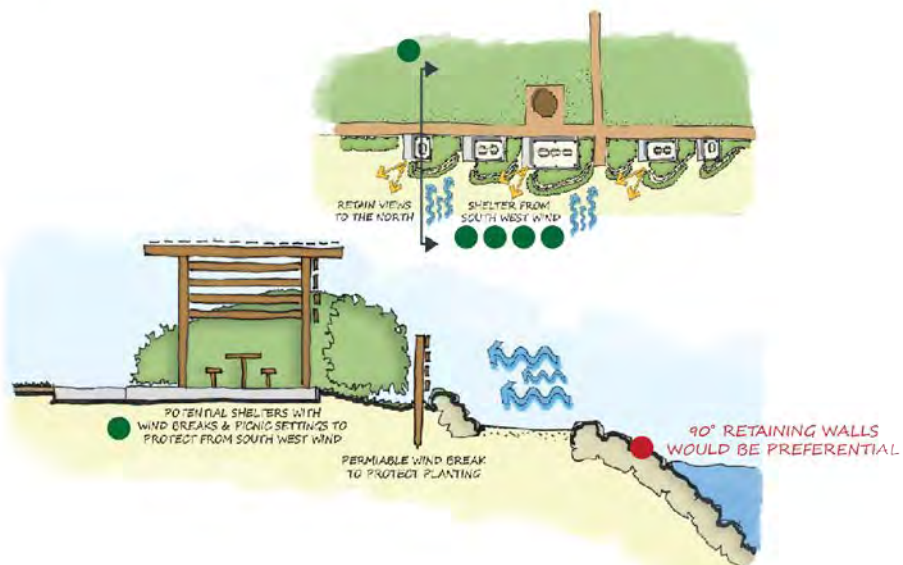 RETAIN VIEWS
TO THE NORTH
SHELTER FROM
SOUTH WEST WIND
POTENTIAL SHELTERS WITH
WIND BREAKS & PICNIC SETTINGS TO
PROTECT FROM SOUTH WEST WIND
PERMIABLE WIND BREAK
TO PROTECT PLANTING
90° RETAINING WALLS
WOULD BE PREFERENTIAL